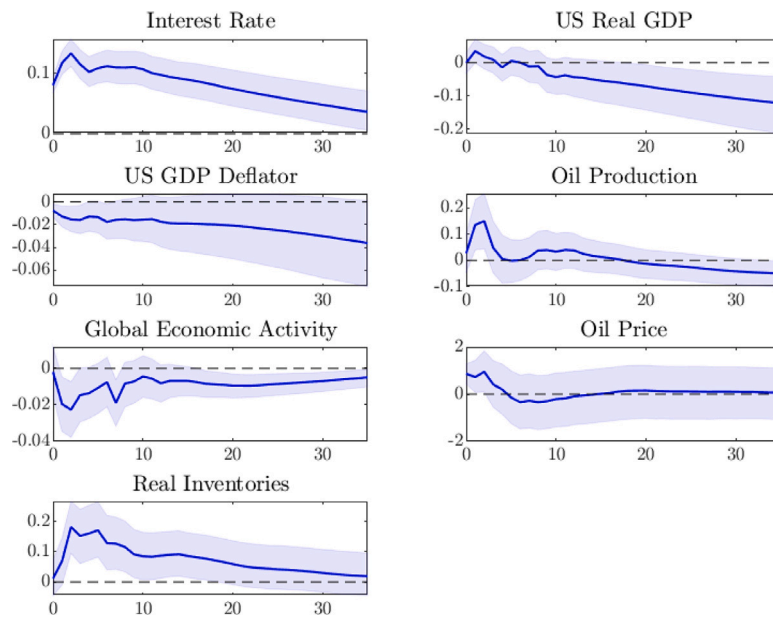 Interest Rate
0.1
0
0 10 20 30
US Real GDP
0
-0.1
-0.2
0 10 20 30
US GDP Deflator
0
-0.02
-0.04
-0.06
0 10 20 30
Oil Production
0.2
0.1
0
-0.1
0 10 20 30
Global Economic Activity
0
-0.02
-0.04
0 10 20 30
Oil Price
2
0
-2
0 10 20 30
Real Inventories
0.2
0.1
0
0 10 20 30